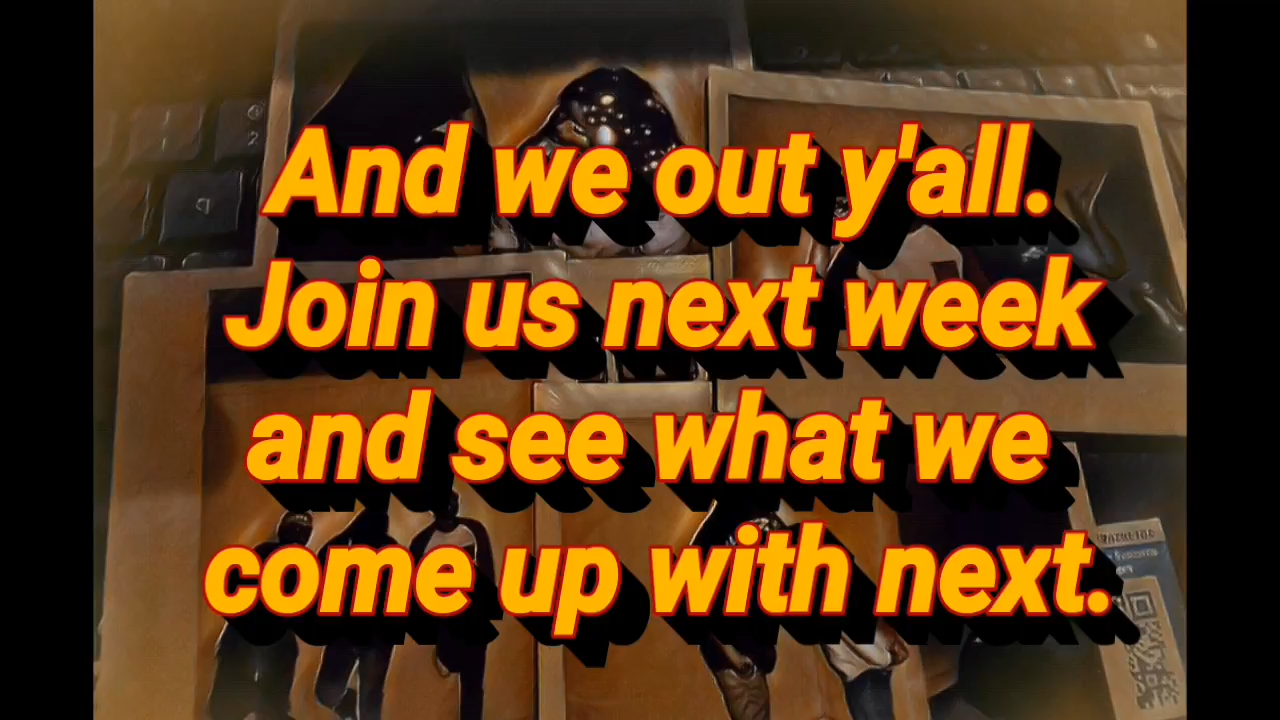 And we out y'all.
Join us next week
and see what we
come up with next.